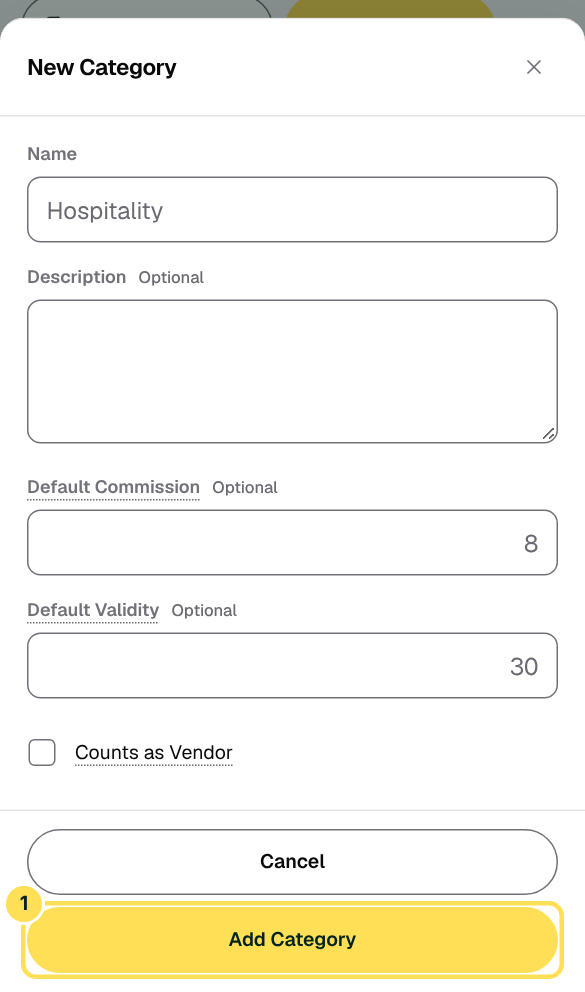 New Category
Name
Hospitality
Description Optional
Default Commission Optional
8
Default Validity Optional
30
Counts as Vendor
Cancel
1
Add Category